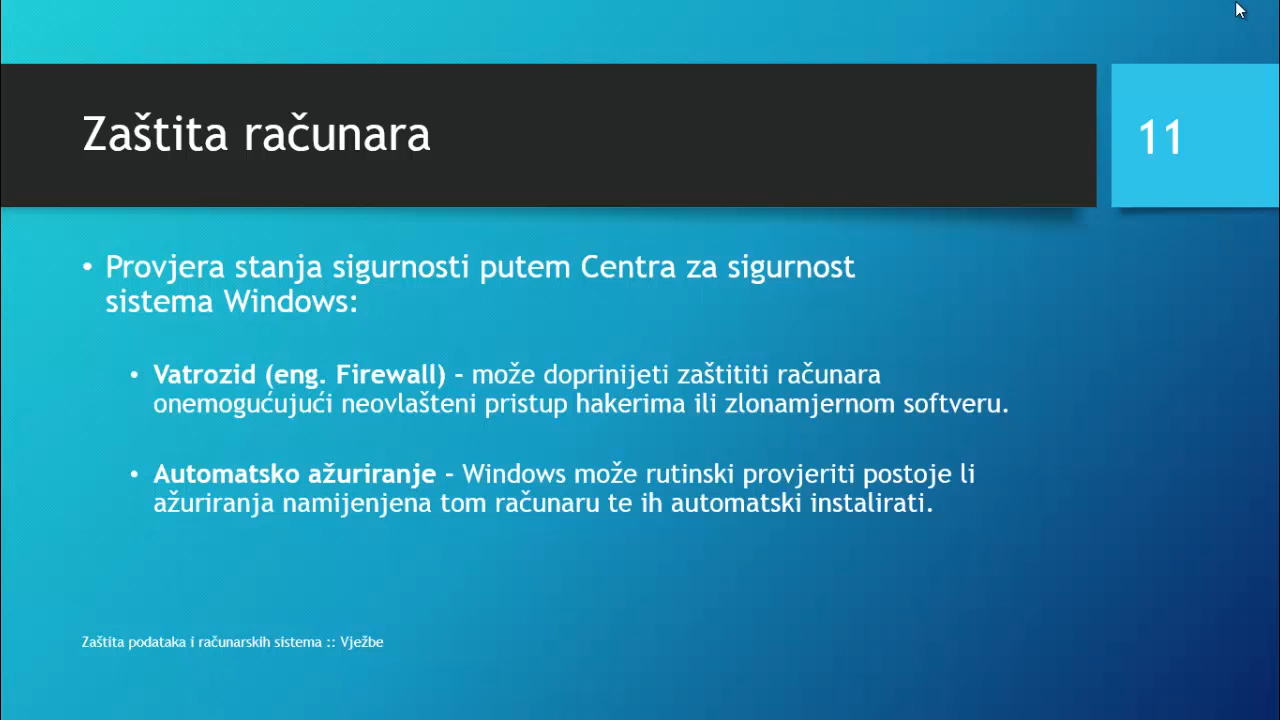 Zaštita računara
11
• Provjera stanja sigurnosti putem Centra za sigurnost
sistema Windows:
• Vatrozid (eng. Firewall) – može doprinijeti zaštititi računara
onemogućujući neovlašteni pristup hakerima ili zlonamjernom softveru.
• Automatsko ažuriranje – Windows može rutinski provjeriti postoje li
ažuriranja namijenjena tom računaru te ih automatski instalirati.
Zaštita podataka i računarskih sistema :: Vježbe